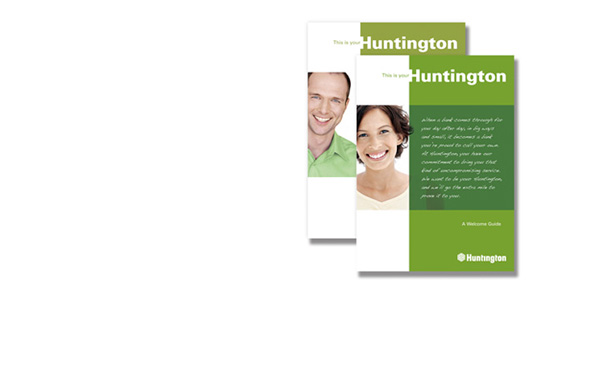 This is your Huntington
This is your Huntington
When a bank comes through for
you day after day, in big ways
and small, it becomes a bank
you're proud to call your own.
At Huntington, you have our
commitment to bring you that
kind of uncompromising service.
We want to be your Huntington,
and we'll go the extra mile to
prove it to you.
A Welcome Guide
Huntington